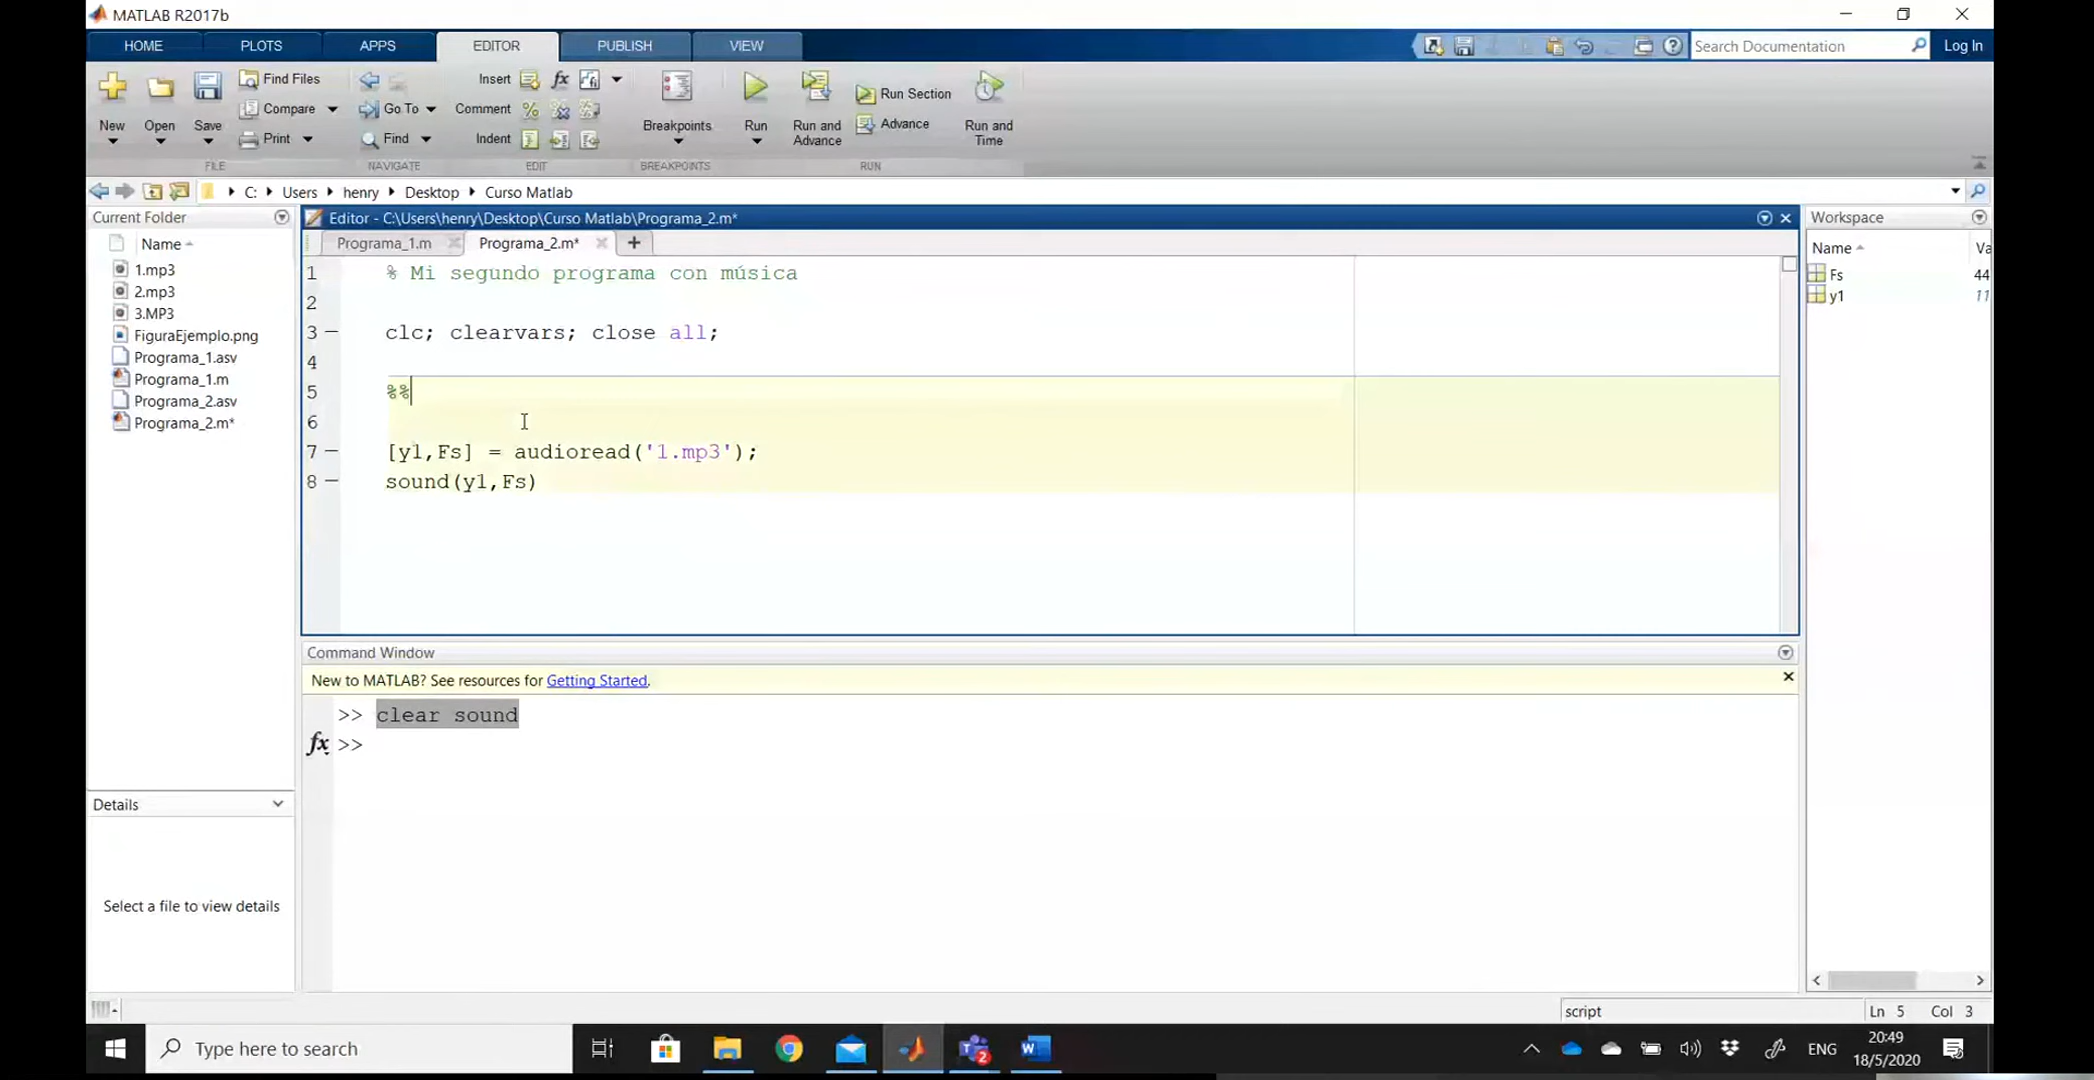 MATLAB R2017b
HOME PLOTS APPS EDITOR PUBLISH VIEW
Search Documentation Log In
New Open Save Find Files Compare Print
FILE
Go To Find
NAVIGATE
Insert fx Comment Indent
EDIT
Breakpoints
BREAKPOINTS
Run Run and Advance Run Section Advance Run and Time
RUN
C: Users henry Desktop Curso Matlab
Current Folder
Name
1.mp3
2.mp3
3.MP3
FiguraEjemplo.png
Programa_1.asv
Programa_1.m
Programa_2.asv
Programa_2.m*
Details
Select a file to view details
Editor - C:\Users\henry\Desktop\Curso Matlab\Programa_2.m*
Programa_1.m Programa_2.m* +
1 % Mi segundo programa con música
2
3 clc; clearvars; close all;
4
5 %%
6
7 [y1,Fs] = audioread('1.mp3');
8 sound(y1,Fs)
Command Window
New to MATLAB? See resources for Getting Started.
>> clear sound
fx >>
Workspace
Name Va
Fs 44
y1 11
script Ln 5 Col 3
Type here to search
2
ENG
20:49
18/5/2020